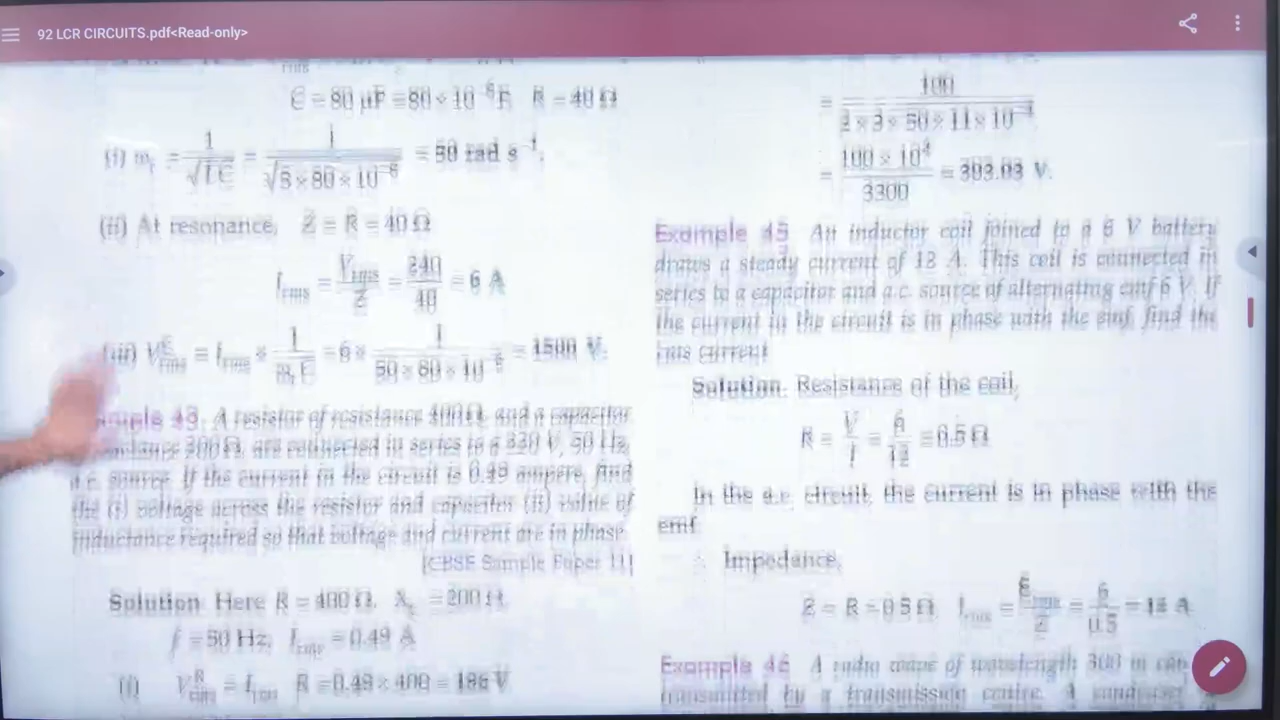 92 LCR CIRCUITS.pdf<Read-only>
C = 80 μF = 80 × 10⁻⁶F R = 40 Ω
(i) ωᵣ = 1/√LC = 1/√(5 × 80 × 10⁻⁶) = 50 rad s⁻¹.
(ii) At resonance, Z = R = 40 Ω
Iᵣₘₛ = Vᵣₘₛ/Z = 240/40 = 6 A
Vᶜᵣₘₛ = Iᵣₘₛ × 1/ωᵣC = 6 × 1/(50 × 80 × 10⁻⁶) = 1500 V.
A resistor of resistance 400 Ω, and a capacitor
200 Ω, are connected in series to a 220 V, 50 Hz,
a.c. source. If the current in the circuit is 0.49 ampere, find
the (i) voltage across the resistor and capacitor (ii) value of
inductance required so that voltage and current are in phase.
[CBSE Sample Paper 11]
Solution. Here R = 400 Ω, = 200 Ω,
f = 50 Hz, Iᵣₘₛ = 0.49 A
(i) Vᴿᵣₘₛ = R = 0.49 × 400 = 196 V
= 100/(2 × 3 × 50 × 11 × 10⁻⁴)
= 100 × 10⁴/3300 = 303.03 V.
Example 45 An inductor coil joined to a 6 V battery
draws a steady current of 12 A. This coil is connected in
series to a capacitor and a.c. source of alternating emf 6 V. If
the current in the circuit is in phase with the emf, find the
rms current
Solution. Resistance of the coil,
R = V/I = 6/12 = 0.5 Ω
In the a.c. circuit, the current is in phase with the
emf
∴ Impedance,
Z = R = 0.5 Ω Iᵣₘₛ = Eᵣₘₛ/Z = 6/0.5 = 12 A
Example 46 A radio wave of wavelength 300 m can
transmitted by a transmission centre. A